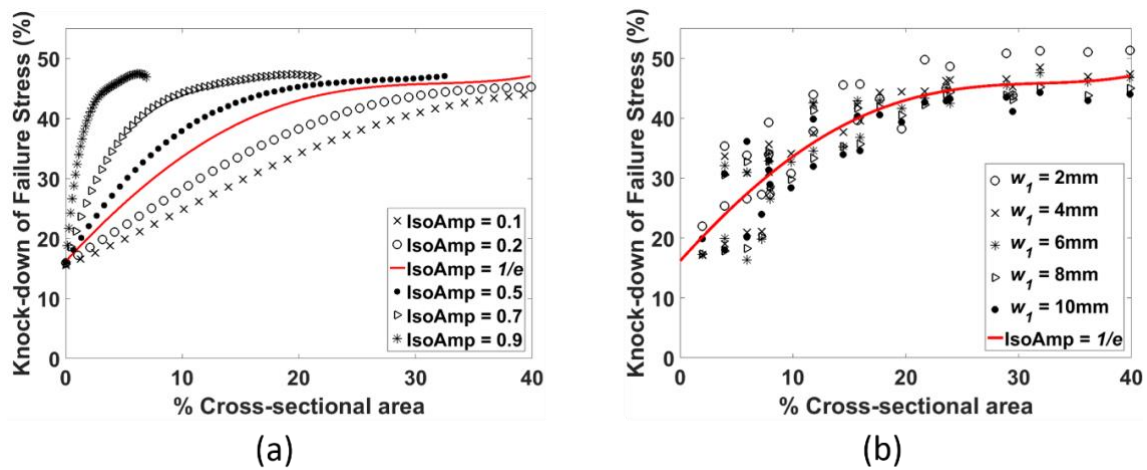 Knock-down of Failure Stress (%)
50
40
30
20
10
0
× IsoAmp = 0.1
○ IsoAmp = 0.2
IsoAmp = 1/e
• IsoAmp = 0.5
▷ IsoAmp = 0.7
* IsoAmp = 0.9
0 10 20 30 40
% Cross-sectional area
(a)
Knock-down of Failure Stress (%)
50
40
30
20
10
0
○ w1 = 2mm
× w1 = 4mm
* w1 = 6mm
▷ w1 = 8mm
• w1 = 10mm
IsoAmp = 1/e
0 10 20 30 40
% Cross-sectional area
(b)